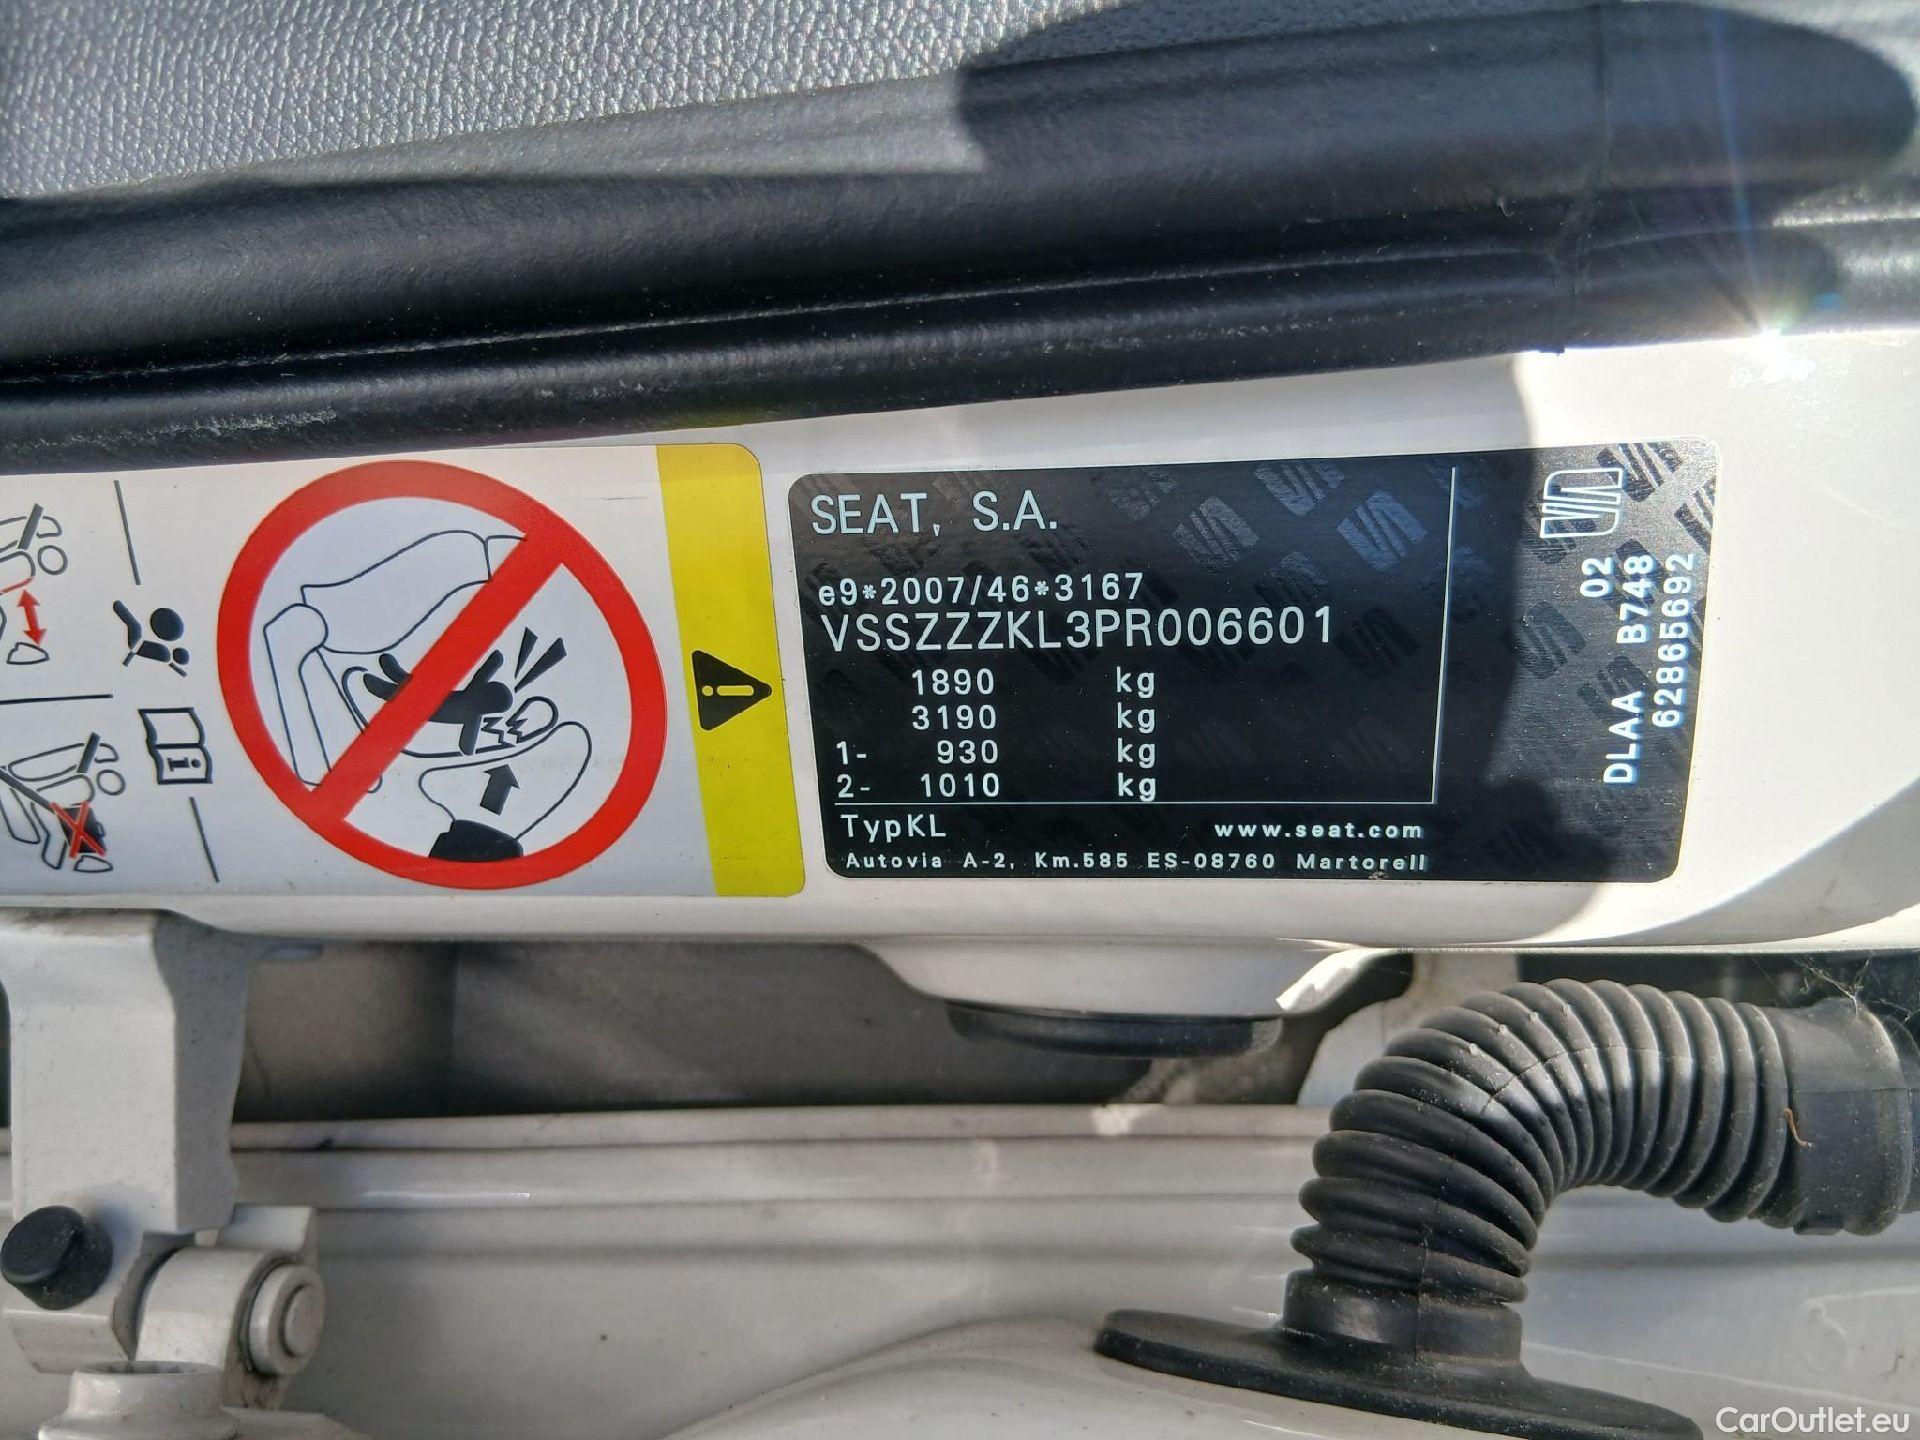 SEAT, S.A.
e9*2007/46*3167
VSSZZZKL3PR006601
1890 kg
3190 kg
1- 930 kg
2- 1010 kg
TypKL www.seat.com
Autovia A-2, Km.585 ES-08760 Martorell
02
DLAA B748
62865692
CarOutlet.eu